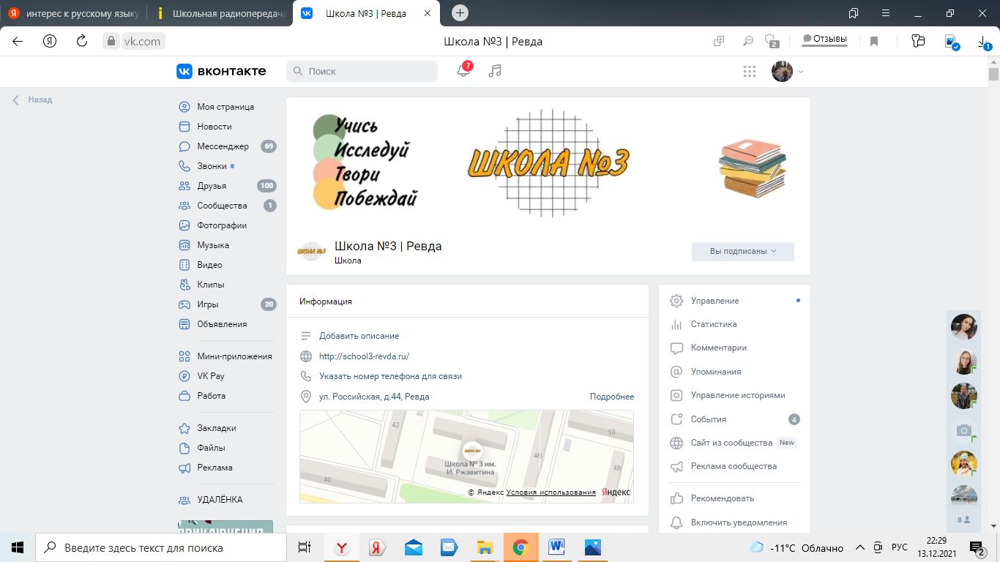 интерес к русскому языку
Школьная радиопередача
Школа №3 | Ревда
vk.com
Школа №3 | Ревда
2
Отзывы
1
вконтакте
Поиск
7
Назад
Моя страница
Новости
Мессенджер 69
Звонки
Друзья 100
Сообщества 1
Фотографии
Музыка
Видео
Клипы
Игры 20
Объявления
Мини-приложения
VK Pay
Работа
Закладки
Файлы
Реклама
УДАЛЁНКА
Учись
Исследуй
Твори
Побеждай
ШКОЛА №3
Школа №3 | Ревда
Школа
Вы подписаны
Информация
Добавить описание
http://school3-revda.ru/
Указать номер телефона для связи
ул. Российская, д.44, Ревда
Подробнее
42
50
46
48
40
Школа № 3 им.
И. Ржавитина
© Яндекс Условия использования Яндекс
Управление
Статистика
Комментарии
Упоминания
Управление историями
События 4
Сайт из сообщества New
Реклама сообщества
Рекомендовать
Включить уведомления
8
Введите здесь текст для поиска
-11°C Облачно
РУС
22:29
13.12.2021
2